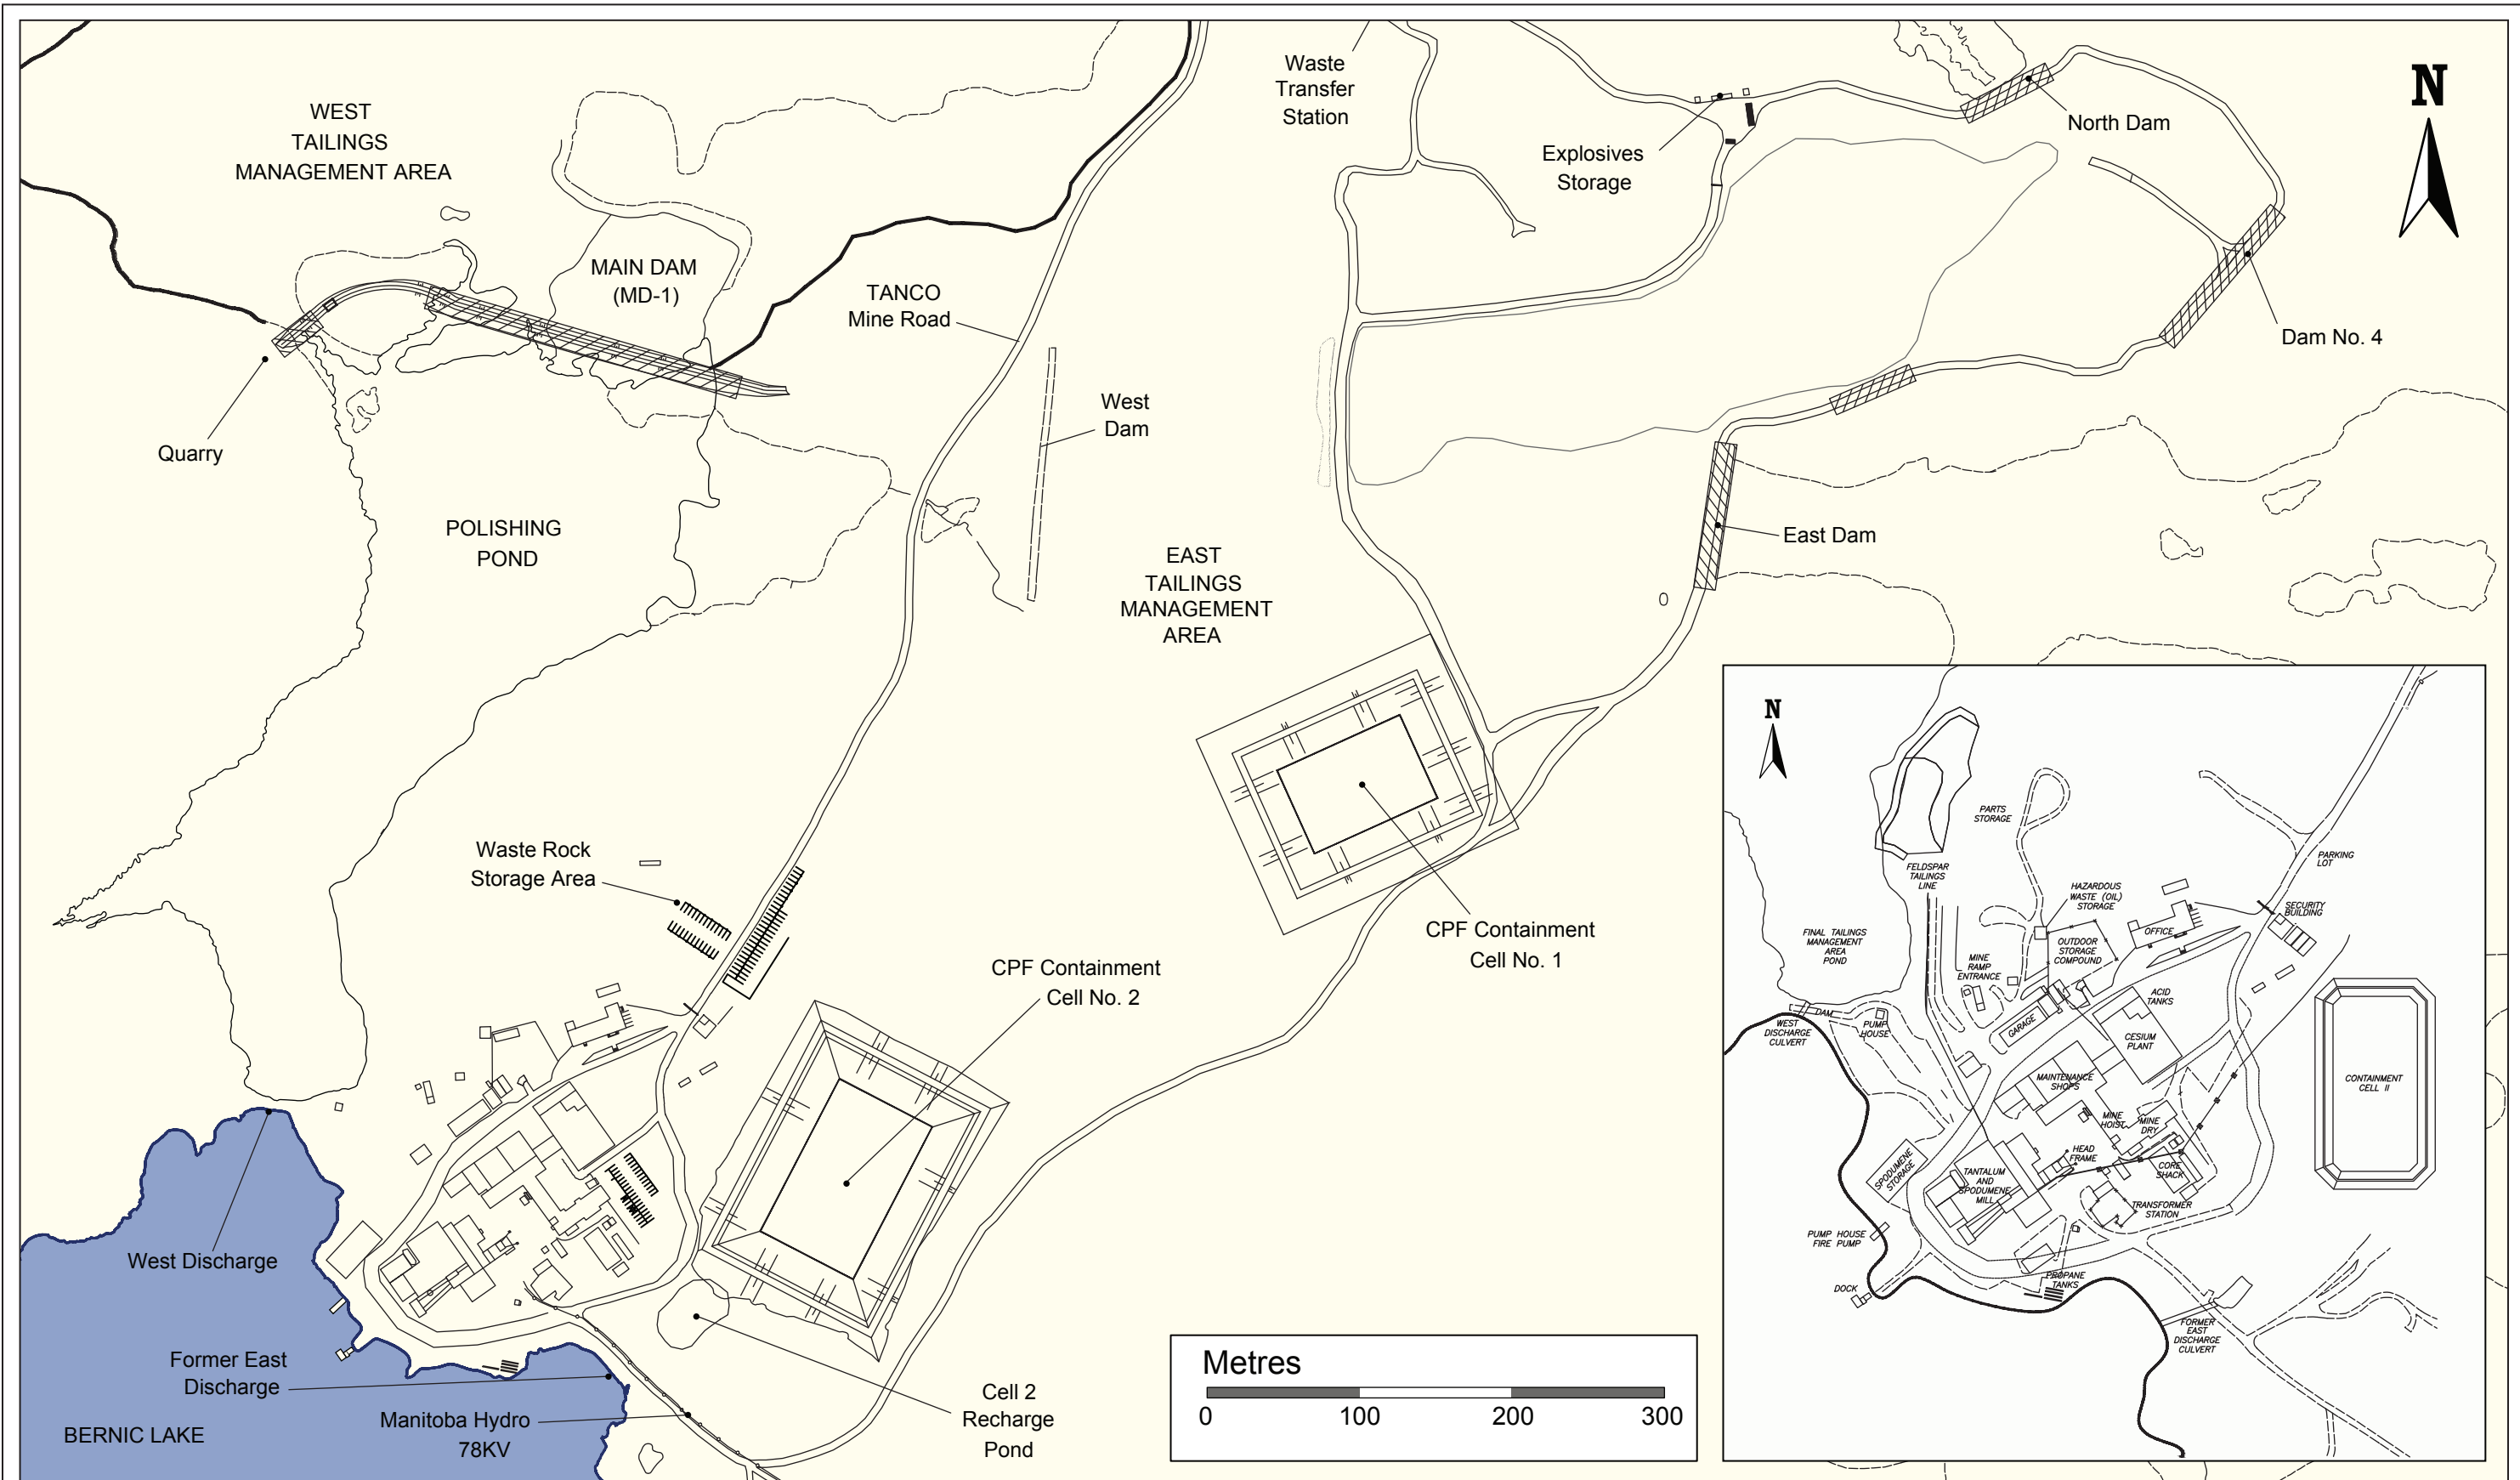 WEST
TAILINGS
MANAGEMENT AREA
Waste
Transfer
Station
Explosives
Storage
North Dam
N
MAIN DAM
(MD-1)
TANCO
Mine Road
Dam No. 4
West
Dam
Quarry
POLISHING
POND
East Dam
EAST
TAILINGS
MANAGEMENT
AREA
Waste Rock
Storage Area
CPF Containment
Cell No. 1
CPF Containment
Cell No. 2
West Discharge
Former East
Discharge
BERNIC LAKE
Manitoba Hydro
78KV
Cell 2
Recharge
Pond
Metres
0 100 200 300
N
PARTS
STORAGE
PARKING
LOT
FELDSPAR
TAILINGS
LINE
HAZARDOUS
WASTE (OIL)
STORAGE
SECURITY
BUILDING
FINAL TAILINGS
MANAGEMENT
AREA
POND
OFFICE
OUTDOOR
STORAGE
COMPOUND
MINE
RAMP
ENTRANCE
ACID
TANKS
DAM
WEST
DISCHARGE
CULVERT
PUMP
HOUSE
GARAGE
CESIUM
PLANT
MAINTENANCE
SHOPS
CONTAINMENT
CELL II
MINE
HOIST
MINE
DRY
HEAD
FRAME
CORE
SHACK
SPODUMENE
STORAGE
TANTALUM
AND
SPODUMENE
MILL
TRANSFORMER
STATION
PUMP HOUSE
FIRE PUMP
DOCK
PROPANE
TANKS
FORMER
EAST
DISCHARGE
CULVERT